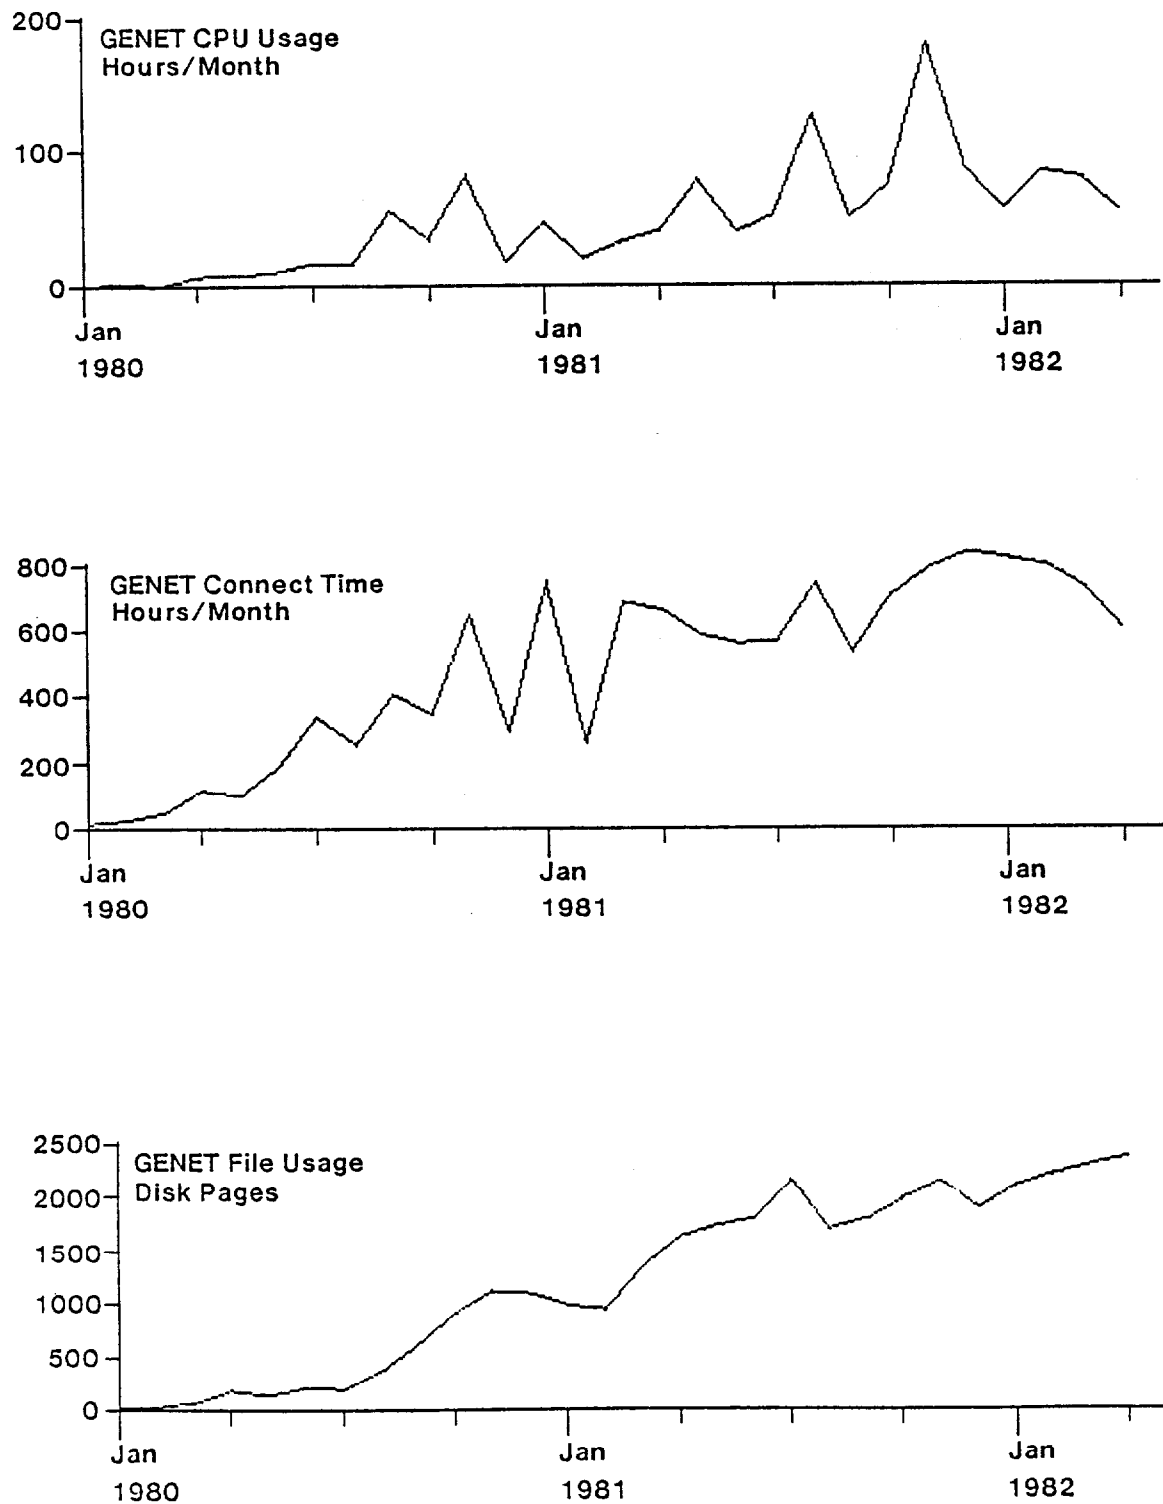 200
GENET CPU Usage
Hours/Month
100
0
Jan Jan Jan
1980 1981 1982
800
GENET Connect Time
Hours/Month
600
400
200
0
Jan Jan Jan
1980 1981 1982
2500
GENET File Usage
Disk Pages
2000
1500
1000
500
0
Jan Jan Jan
1980 1981 1982